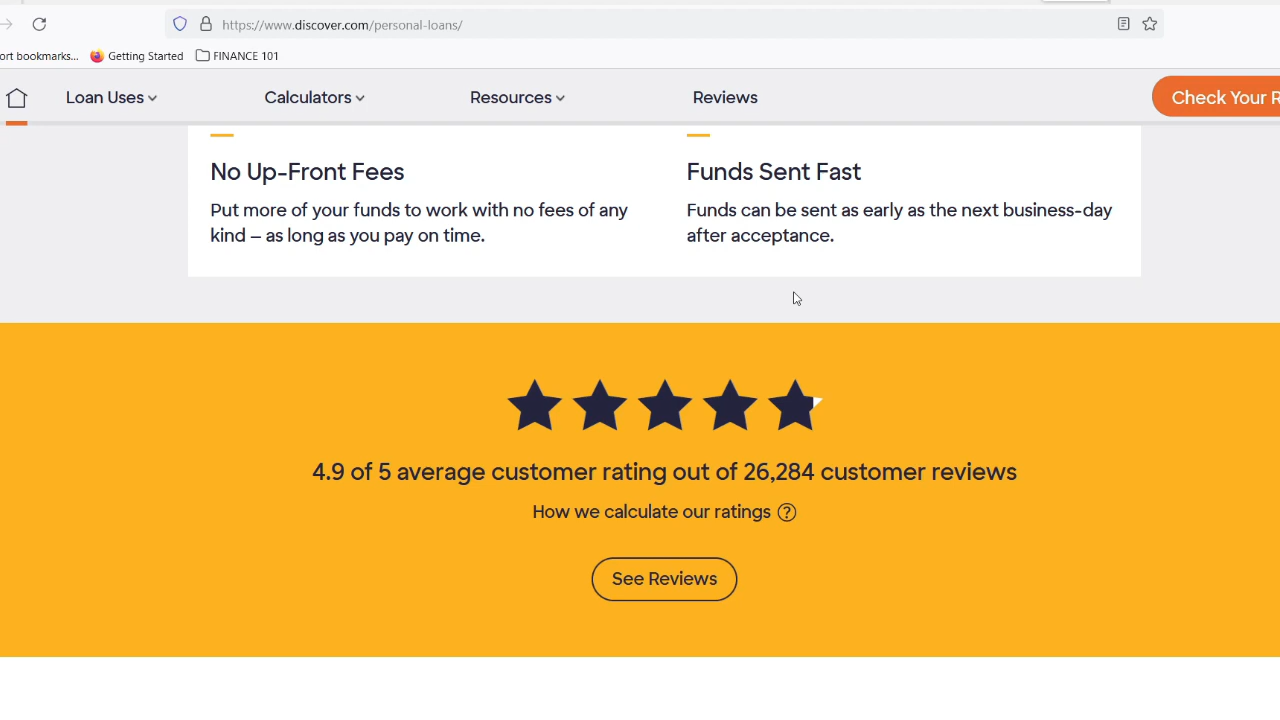 https://www.discover.com/personal-loans/
ort bookmarks... Getting Started FINANCE 101
Loan Uses Calculators Resources Reviews Check Your R
No Up-Front Fees
Put more of your funds to work with no fees of any
kind – as long as you pay on time.
Funds Sent Fast
Funds can be sent as early as the next business-day
after acceptance.
4.9 of 5 average customer rating out of 26,284 customer reviews
How we calculate our ratings ?
See Reviews